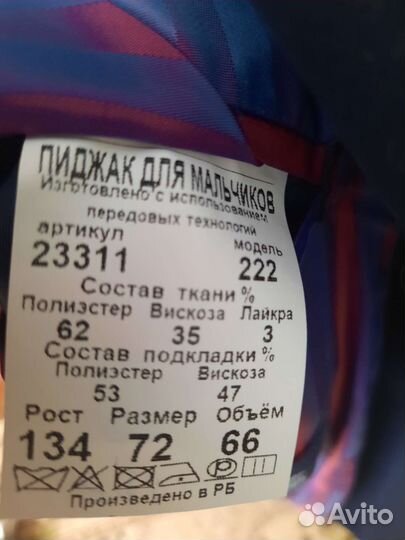 ПИДЖАК ДЛЯ МАЛЬЧИКОВ
Изготовлено с использованием
передовых технологий
артикул модель
23311 222
Состав ткани %
Полиэстер Вискоза Лайкра
62 35 3
Состав подкладки %
Полиэстер Вискоза
53 47
Рост Размер Объём
134 72 66
P
Произведено в РБ
Avito